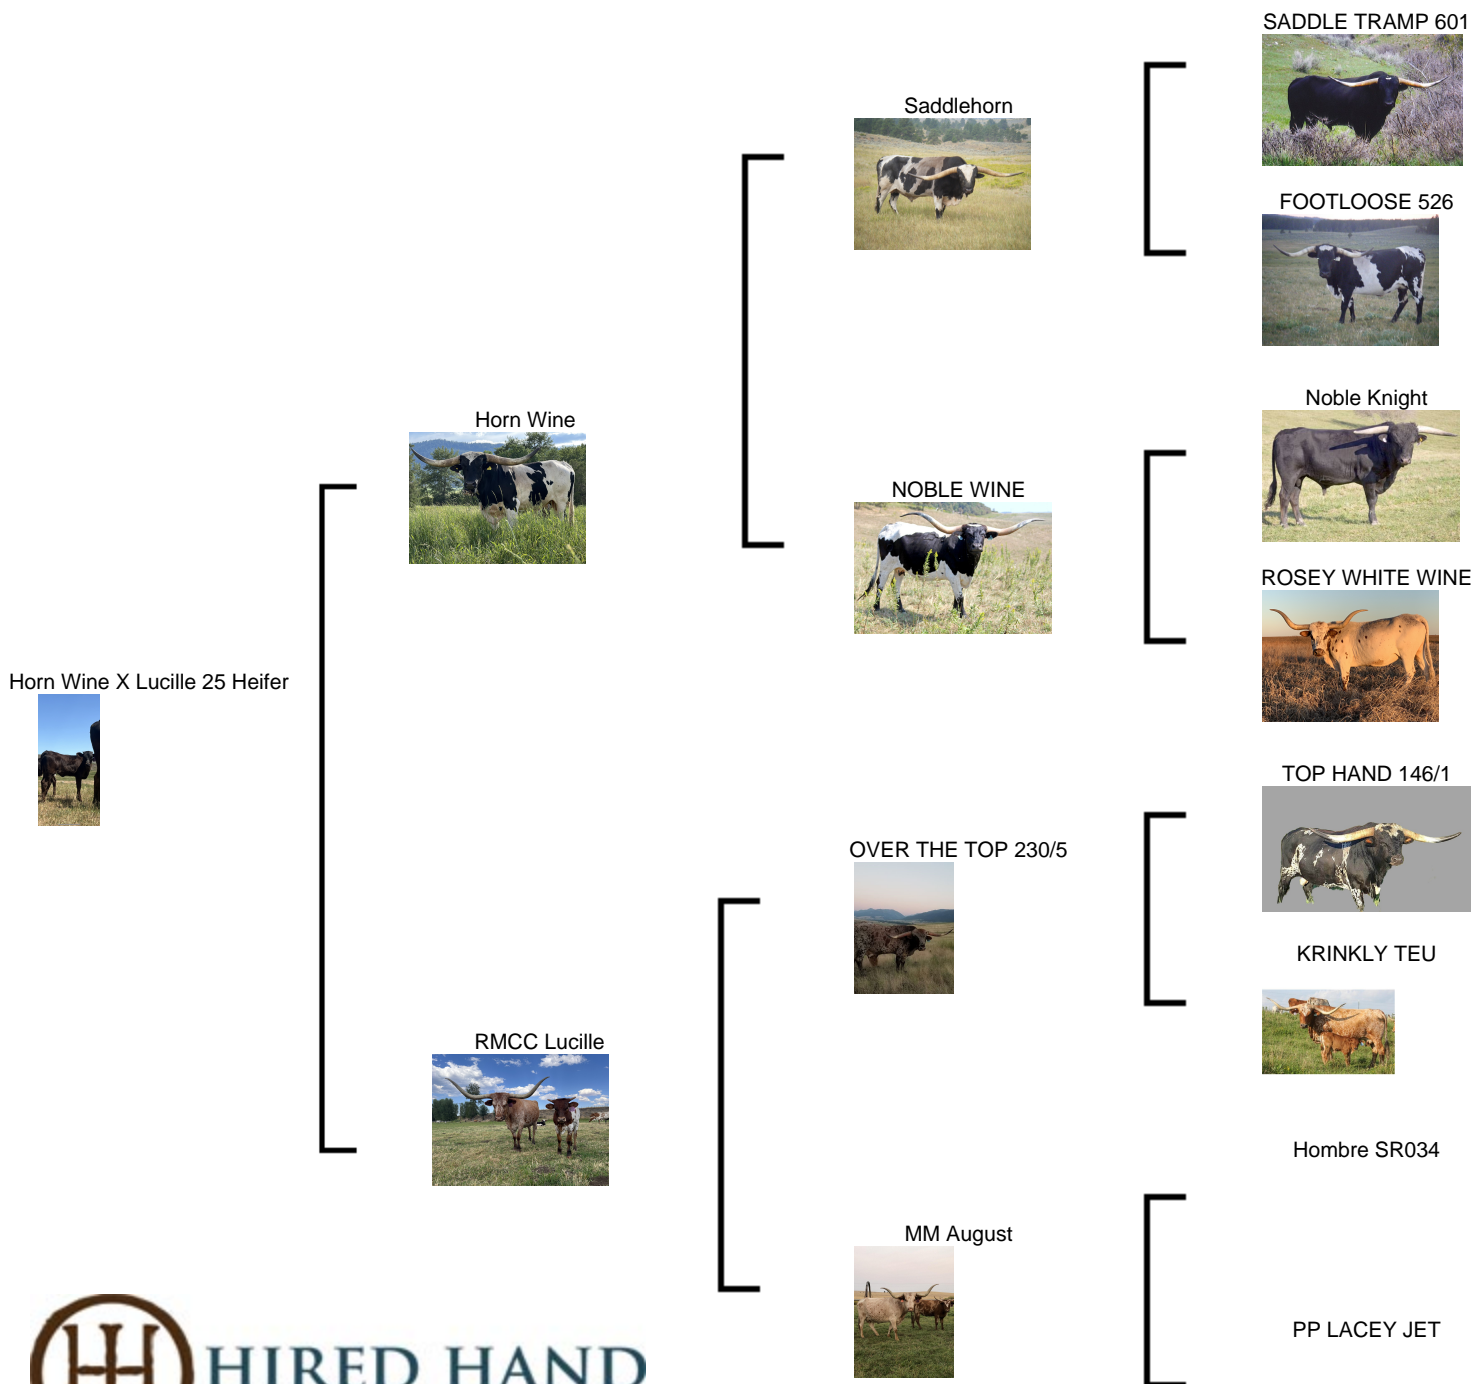 SADDLE TRAMP 601
Saddlehorn
FOOTLOOSE 526
Noble Knight
Horn Wine
NOBLE WINE
ROSEY WHITE WINE
Horn Wine X Lucille 25 Heifer
TOP HAND 146/1
OVER THE TOP 230/5
KRINKLY TEU
RMCC Lucille
Hombre SR034
MM August
PP LACEY JET
HIRED HAND